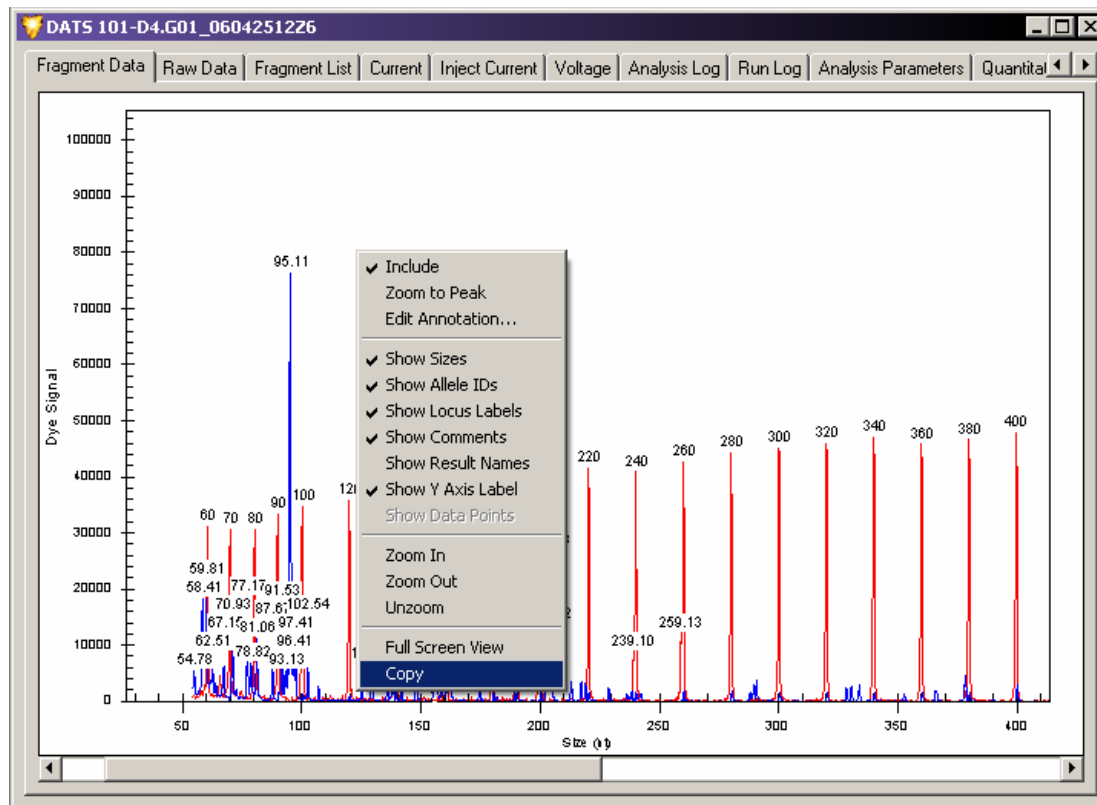 DATS 101-D4.G01_06042512Z6
Fragment Data Raw Data Fragment List Current Inject Current Voltage Analysis Log Run Log Analysis Parameters
100000
90000
80000
70000
60000
50000
40000
30000
20000
10000
0
Dye Signal
95.11
60 70 80 90 100
220 240 260 280 300 320 340 360 380 400
59.81
58.41 77.17 91.53
70.93 102.54
67.15 81.06 97.41
62.51 96.41
54.78 78.82 93.13
239.10 259.13
Include
Zoom to Peak
Edit Annotation...
Show Sizes
Show Allele IDs
Show Locus Labels
Show Comments
Show Result Names
Show Y Axis Label
Show Data Points
Zoom In
Zoom Out
Unzoom
Full Screen View
Copy
50 100 150 200 250 300 350 400
Size (nt)